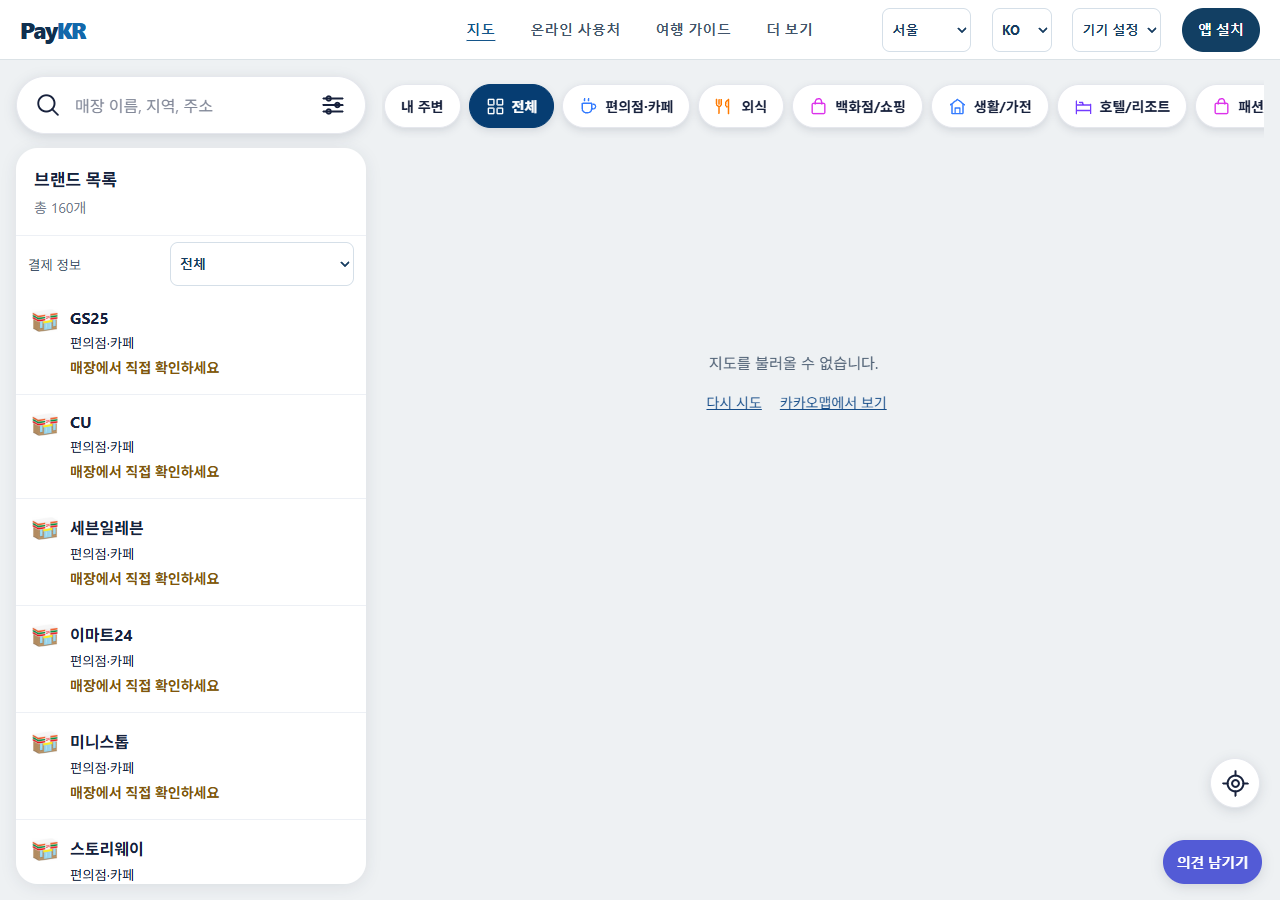 PayKR
지도 온라인 사용처 여행 가이드 더 보기 서울 KO 기기 설정 앱 설치
매장 이름, 지역, 주소
내 주변 전체 편의점·카페 외식 백화점/쇼핑 생활/가전 호텔/리조트 패션
브랜드 목록
총 160개
결제 정보 전체
GS25
편의점·카페
매장에서 직접 확인하세요
CU
편의점·카페
매장에서 직접 확인하세요
세븐일레븐
편의점·카페
매장에서 직접 확인하세요
이마트24
편의점·카페
매장에서 직접 확인하세요
미니스톱
편의점·카페
매장에서 직접 확인하세요
스토리웨이
편의점·카페
지도를 불러올 수 없습니다.
다시 시도 카카오맵에서 보기
의견 남기기